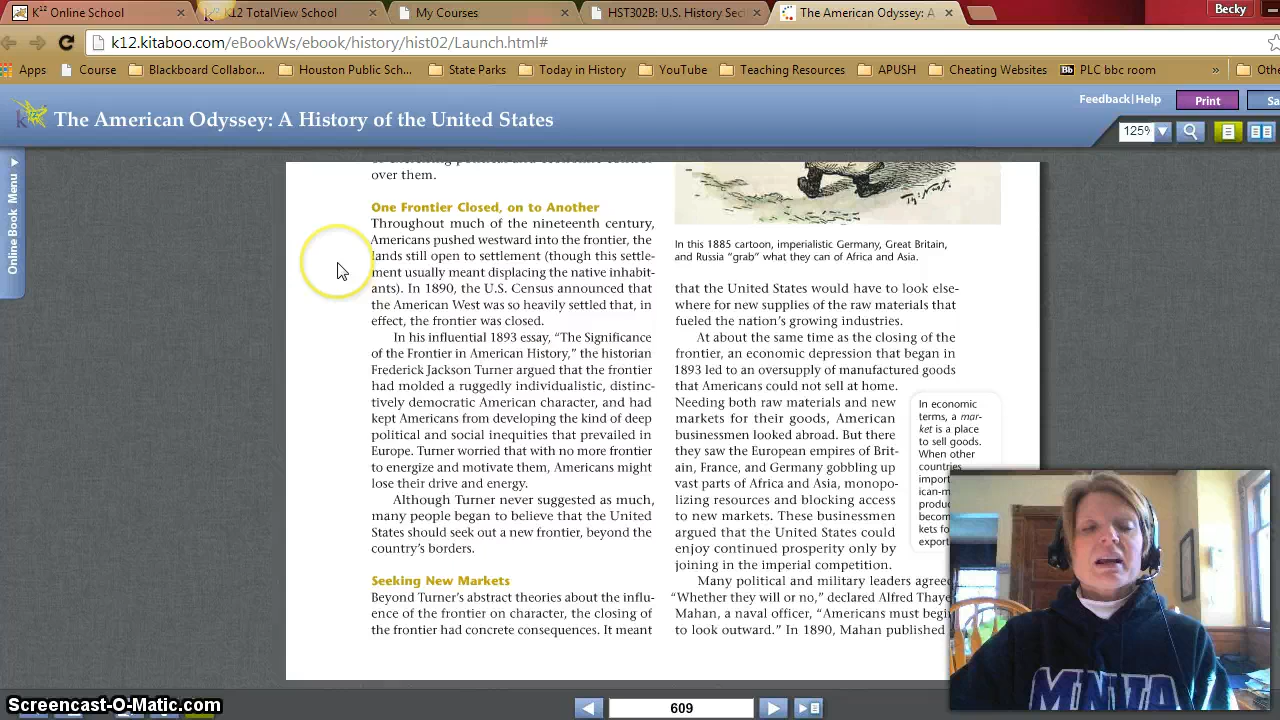 K12 Online School
K12 TotalView School
My Courses
HST302B: U.S. History Sec
The American Odyssey: A
Becky
k12.kitaboo.com/eBookWs/ebook/history/hist02/Launch.html#
Apps
Course
Blackboard Collabor...
Houston Public Sch...
State Parks
Today in History
YouTube
Teaching Resources
APUSH
Cheating Websites
Bb PLC bbc room
»
The American Odyssey: A History of the United States
Feedback|Help
Print
125%
Online Book Menu
over them.
One Frontier Closed, on to Another
Throughout much of the nineteenth century,
Americans pushed westward into the frontier, the
lands still open to settlement (though this settle-
ment usually meant displacing the native inhabit-
ants). In 1890, the U.S. Census announced that
the American West was so heavily settled that, in
effect, the frontier was closed.
In his influential 1893 essay, “The Significance
of the Frontier in American History,” the historian
Frederick Jackson Turner argued that the frontier
had molded a ruggedly individualistic, distinc-
tively democratic American character, and had
kept Americans from developing the kind of deep
political and social inequities that prevailed in
Europe. Turner worried that with no more frontier
to energize and motivate them, Americans might
lose their drive and energy.
Although Turner never suggested as much,
many people began to believe that the United
States should seek out a new frontier, beyond the
country’s borders.
Seeking New Markets
Beyond Turner’s abstract theories about the influ-
ence of the frontier on character, the closing of
the frontier had concrete consequences. It meant
In this 1885 cartoon, imperialistic Germany, Great Britain,
and Russia “grab” what they can of Africa and Asia.
that the United States would have to look else-
where for new supplies of the raw materials that
fueled the nation’s growing industries.
At about the same time as the closing of the
frontier, an economic depression that began in
1893 led to an oversupply of manufactured goods
that Americans could not sell at home.
Needing both raw materials and new
markets for their goods, American
businessmen looked abroad. But there
they saw the European empires of Brit-
ain, France, and Germany gobbling up
vast parts of Africa and Asia, monopo-
lizing resources and blocking access
to new markets. These businessmen
argued that the United States could
enjoy continued prosperity only by
joining in the imperial competition.
Many political and military leaders agree
“Whether they will or no,” declared Alfred Thaye
Mahan, a naval officer, “Americans must begin
to look outward.” In 1890, Mahan published
In economic
terms, a mar-
ket is a place
to sell goods.
When other
countries
import
ican-m
produ
becom
kets fo
export
609
Screencast-O-Matic.com